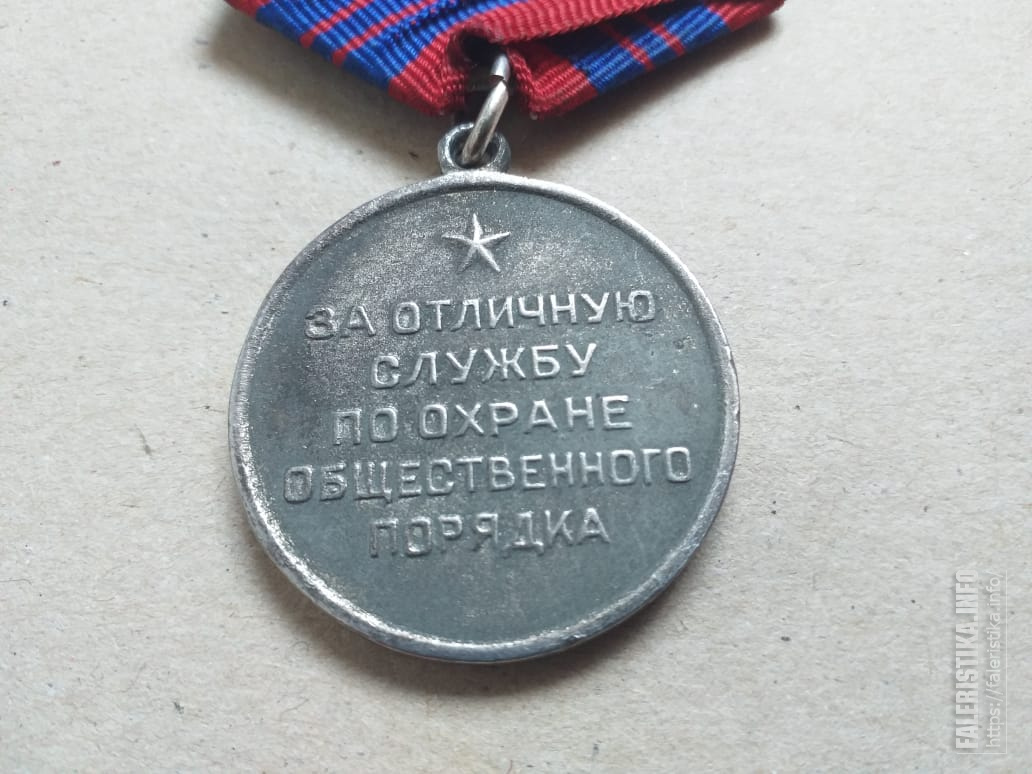 ЗА ОТЛИЧНУЮ
СЛУЖБУ
ПО ОХРАНЕ
ОБЩЕСТВЕННОГО
ПОРЯДКА
FALERISTIKA.INFO
https://faleristika.info